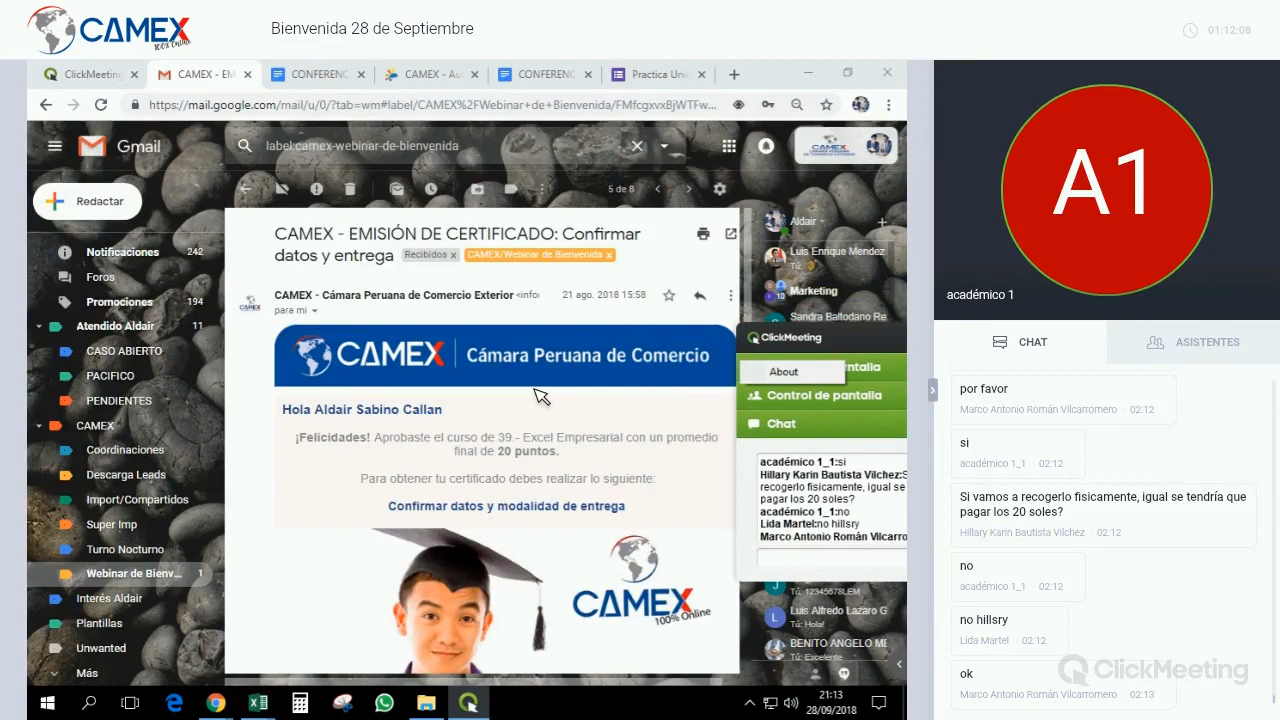 CAMEX
100% Online
Bienvenida 28 de Septiembre
01:12:08
ClickMeeting
CAMEX - EM
CONFERENC
CAMEX - Au
CONFERENC
Practica Unid
https://mail.google.com/mail/u/0/?tab=wm#label/CAMEX%2FWebinar+de+Bienvenida/FMfcgxvxBjWTFw...
Gmail
label:camex-webinar-de-bienvenida
CAMEX
Redactar
5 de 8
Notificaciones 242
Foros
Promociones 194
Atendido Aldair 11
CASO ABIERTO
PACIFICO
PENDIENTES
CAMEX
Coordinaciones
Descarga Leads
Import/Compartidos
Super Imp
Turno Nocturno
Webinar de Bienv... 1
Interés Aldair
Plantillas
Unwanted
Más
CAMEX - EMISIÓN DE CERTIFICADO: Confirmar
datos y entrega Recibidos x CAMEX/Webinar de Bienvenida x
CAMEX - Cámara Peruana de Comercio Exterior <info 21 ago. 2018 15:58
para mi
CAMEX Cámara Peruana de Comercio
Hola Aldair Sabino Callan
¡Felicidades! Aprobaste el curso de 39.- Excel Empresarial con un promedio
final de 20 puntos.
Para obtener tu certificado debes realizar lo siguiente:
Confirmar datos y modalidad de entrega
CAMEX
100% Online
Aldair
Luis Enrique Mendez
Tú:
Marketing
10
Sandra Baltodano Re
ClickMeeting
About
ntalla
Control de pantalla
Chat
académico 1_1:si
Hillary Karin Bautista Vilchez:S
recogerlo fisicamente, igual se
pagar los 20 soles?
académico 1_1:no
Lida Martel:no hillsry
Marco Antonio Román Vilcarro
J
Tú: 12345678LEM
L
Luis Alfredo Lazaro G
Tú: Hola!
BENITO ANGELO ME
Tú: Excelente
21:13
28/09/2018
A1
académico 1
CHAT
ASISTENTES
por favor
Marco Antonio Román Vilcarromero 02:12
si
académico 1_1 02:12
Si vamos a recogerlo fisicamente, igual se tendría que
pagar los 20 soles?
Hillary Karin Bautista Vilchez 02:12
no
académico 1_1 02:12
no hillsry
Lida Martel 02:12
ok
Marco Antonio Román Vilcarromero 02:13
ClickMeeting